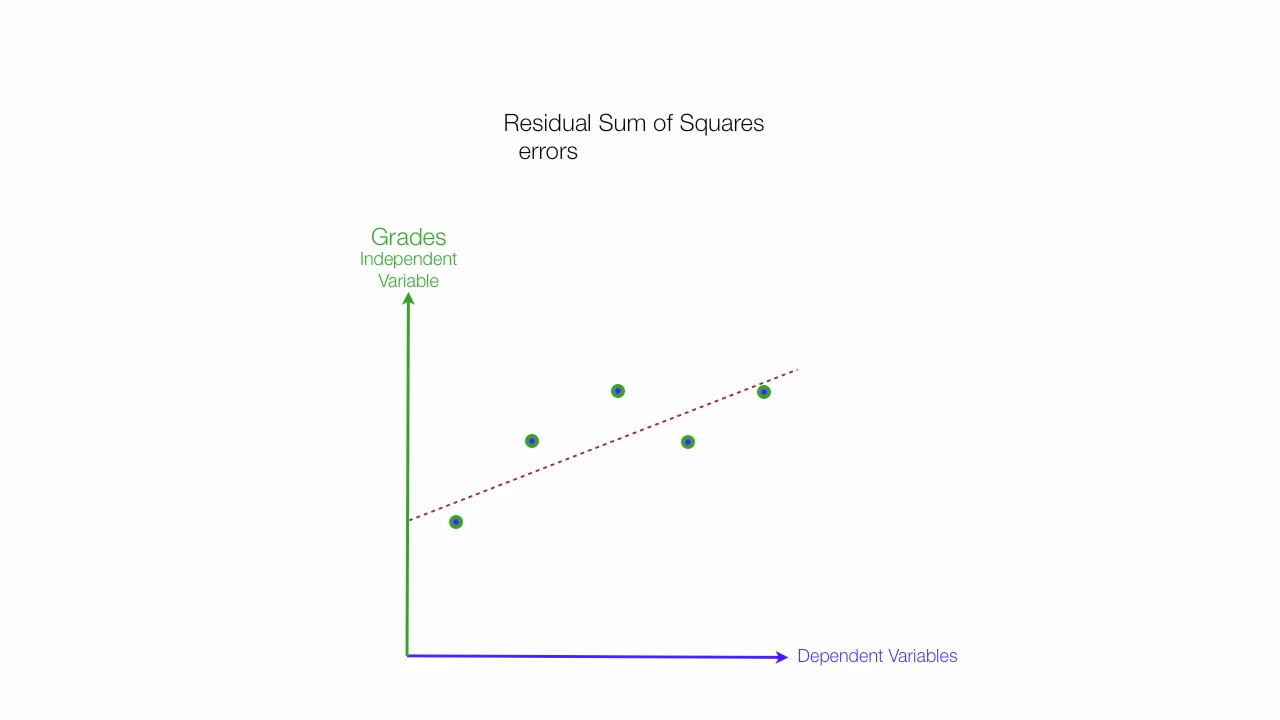 Residual Sum of Squares
errors
Grades
Independent
Variable
Dependent Variables